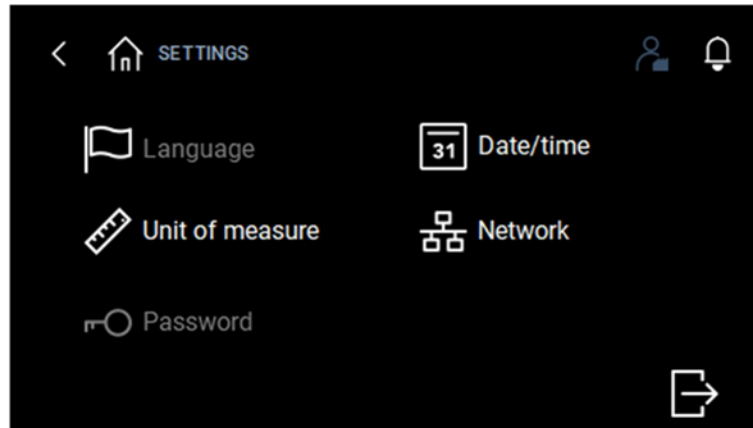 SETTINGS
Language
31 Date/time
Unit of measure
Network
Password